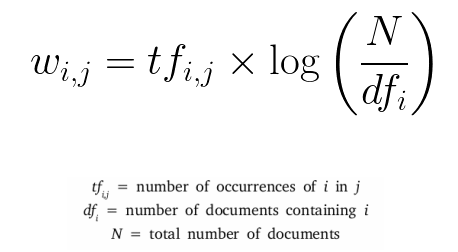 w_{i,j} = tf_{i,j} × log(N/df_i)
tf_{ij} = number of occurrences of i in j
df_i = number of documents containing i
N = total number of documents